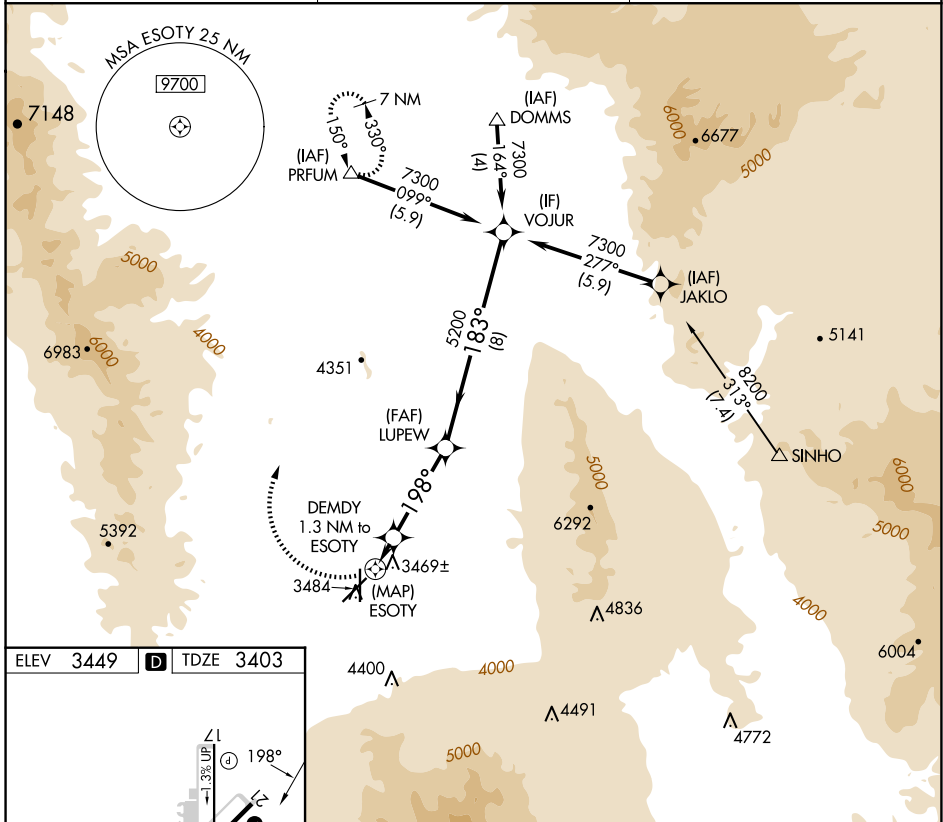 MSA ESOTY 25 NM
9700
7148
7 NM
330°
150°
(IAF)
PRFUM
7300
099°
(5.9)
(IAF)
DOMMS
7300
164°
(4)
(IF)
VOJUR
6000
6677
5000
7300
277°
(5.9)
(IAF)
JAKLO
5000
4000
6983
6000
4351
5200
183°
(8)
5141
8200
313°
(7.4)
SINHO
(FAF)
LUPEW
198°
5000
6292
6000
5000
DEMDY
1.3 NM to
ESOTY
5392
3469±
3484
(MAP)
ESOTY
4836
4000
6004
4400
4000
4491
4772
5000
ELEV 3449 D TDZE 3403
17
1.3% UP
P
198°
21